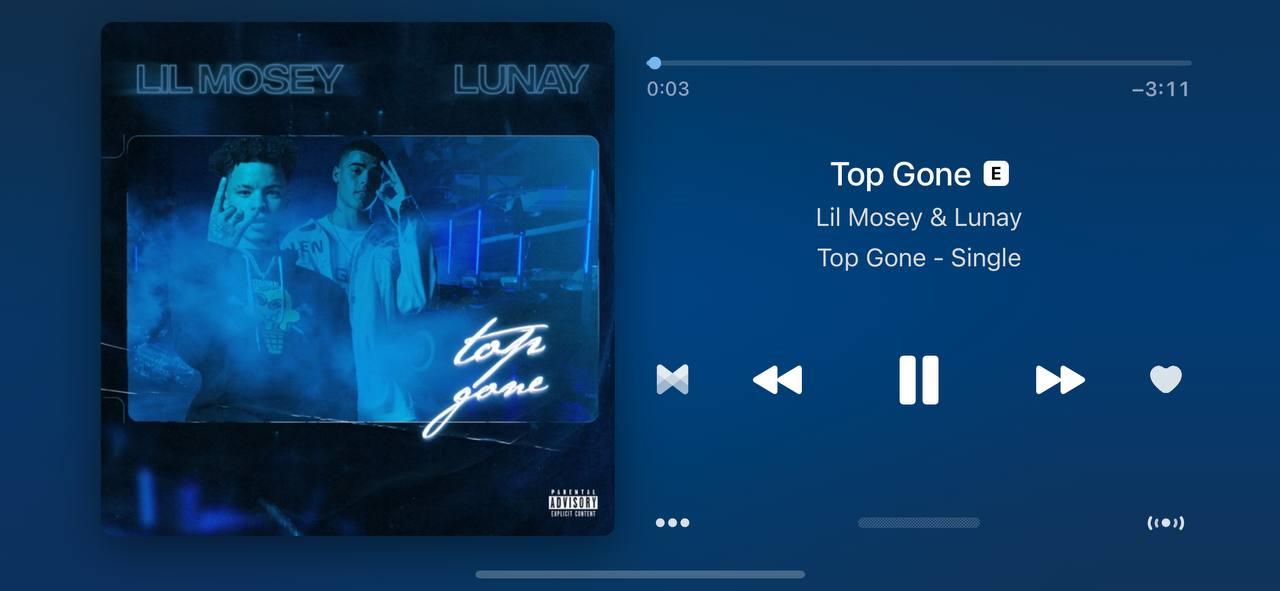 LIL MOSEY LUNAY
EN
G
top
gone
PARENTAL
ADVISORY
EXPLICIT CONTENT
0:03 −3:11
Top Gone E
Lil Mosey & Lunay
Top Gone - Single